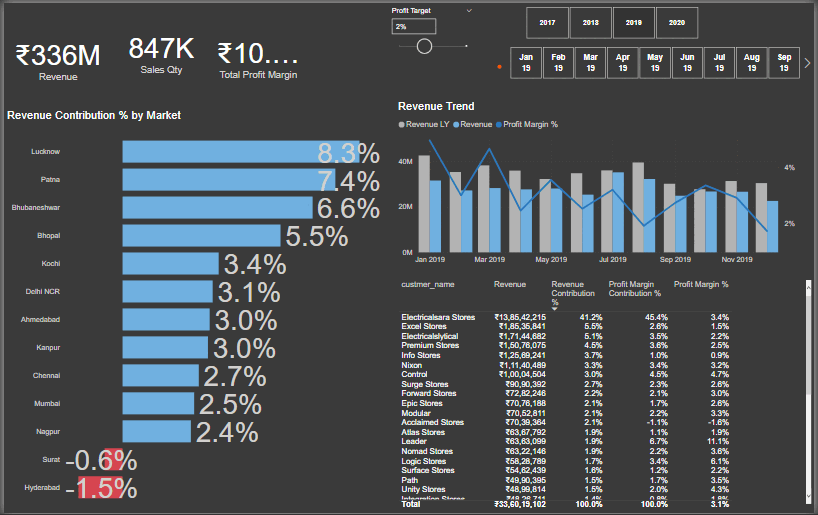 Profit Target
2%
2017 2018 2019 2020
₹336M
Revenue
847K
Sales Qty
₹10....
Total Profit Margin
Jan 19 Feb 19 Mar 19 Apr 19 May 19 Jun 19 Jul 19 Aug 19 Sep 19
Revenue Contribution % by Market
Lucknow 8.3%
Patna 7.4%
Bhubaneshwar 6.6%
Bhopal 5.5%
Kochi 3.4%
Delhi NCR 3.1%
Ahmedabad 3.0%
Kanpur 3.0%
Chennai 2.7%
Mumbai 2.5%
Nagpur 2.4%
Surat -0.6%
Hyderabad -1.5%
Revenue Trend
Revenue LY Revenue Profit Margin %
40M 4%
20M 2%
0M
Jan 2019 Mar 2019 May 2019 Jul 2019 Sep 2019 Nov 2019
custmer_name Revenue Revenue Contribution % Profit Margin Contribution % Profit Margin %
Electricalsara Stores ₹13,85,42,215 41.2% 45.4% 3.4%
Excel Stores ₹1,85,35,841 5.5% 2.6% 1.5%
Electricalslytical ₹1,71,44,682 5.1% 3.5% 2.2%
Premium Stores ₹1,50,76,075 4.5% 3.6% 2.5%
Info Stores ₹1,25,69,241 3.7% 1.0% 0.9%
Nixon ₹1,11,40,489 3.3% 3.4% 3.2%
Control ₹1,00,04,504 3.0% 4.5% 4.7%
Surge Stores ₹90,90,392 2.7% 2.3% 2.6%
Forward Stores ₹72,82,246 2.2% 2.1% 3.0%
Epic Stores ₹70,76,188 2.1% 1.7% 2.6%
Modular ₹70,52,811 2.1% 2.2% 3.3%
Acclaimed Stores ₹70,39,364 2.1% -1.1% -1.6%
Atlas Stores ₹63,67,792 1.9% 1.1% 1.9%
Leader ₹63,63,099 1.9% 6.7% 11.1%
Nomad Stores ₹63,22,146 1.9% 2.2% 3.6%
Logic Stores ₹58,28,789 1.7% 3.4% 6.1%
Surface Stores ₹54,62,439 1.6% 1.2% 2.2%
Path ₹49,90,395 1.5% 1.7% 3.5%
Unity Stores ₹48,99,814 1.5% 2.0% 4.3%
Integration Stores
Total ₹33,60,19,102 100.0% 100.0% 3.1%